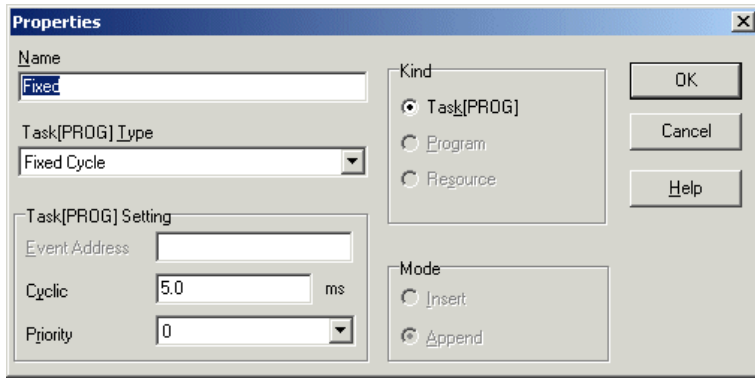 Properties
Name
Fixed
Task[PROG] Type
Fixed Cycle
Task[PROG] Setting
Event Address
Cyclic 5.0 ms
Priority 0
Kind
Task[PROG]
Program
Resource
Mode
Insert
Append
OK
Cancel
Help